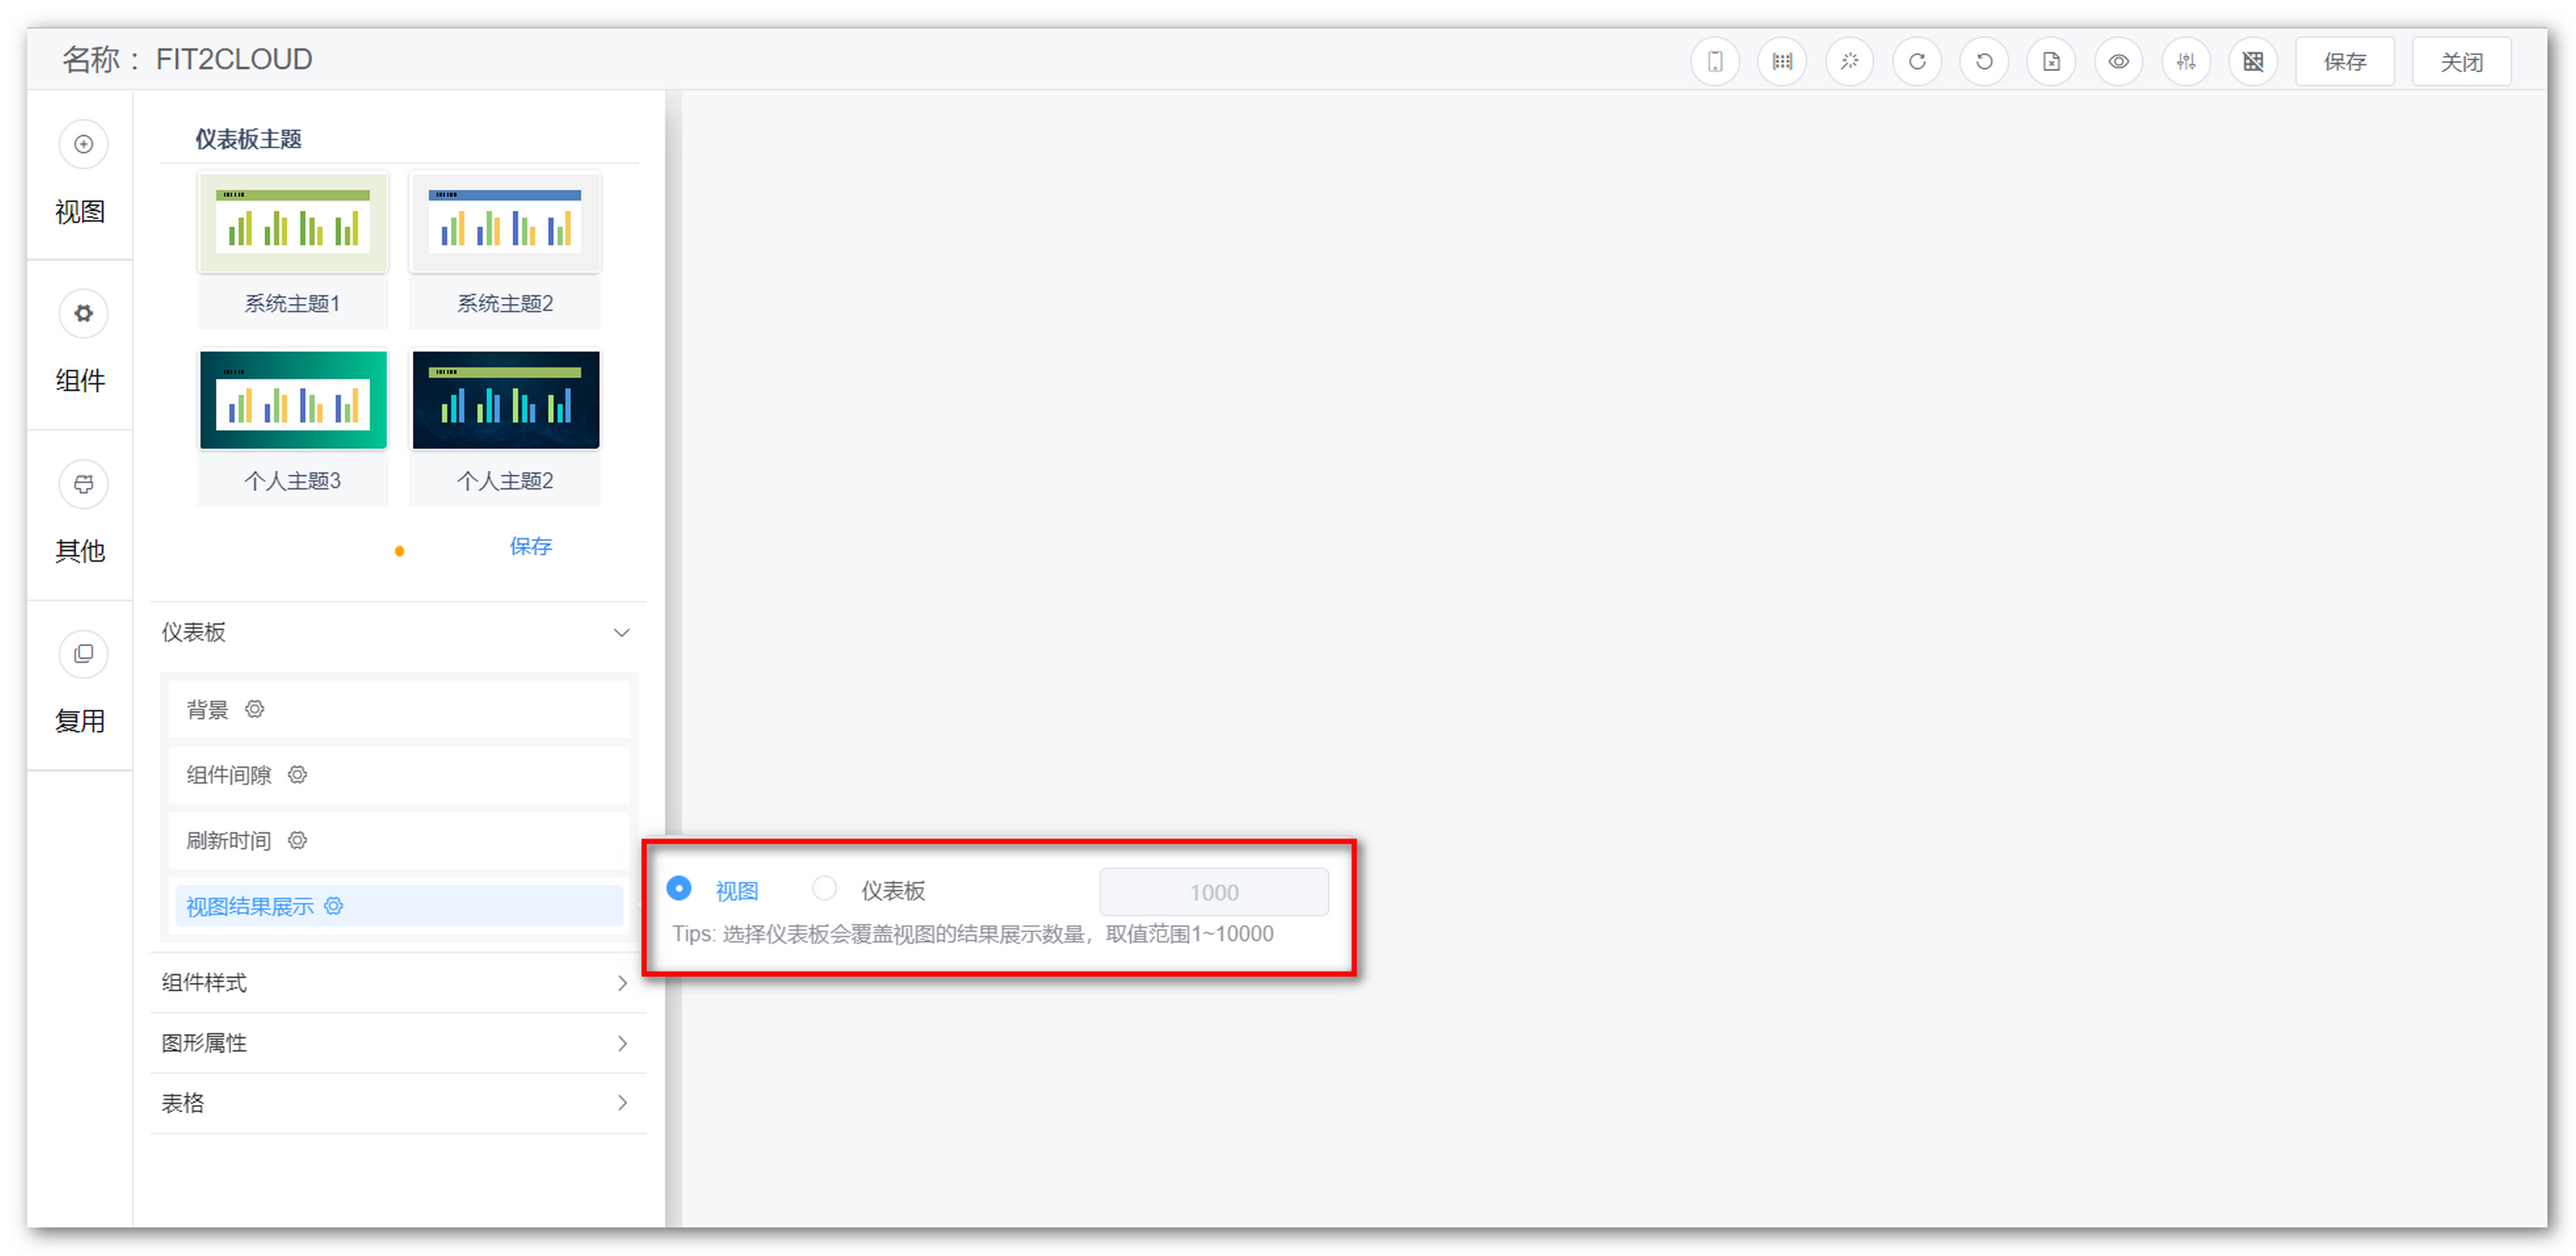 名称： FIT2CLOUD
保存
关闭
视图
组件
其他
复用
仪表板主题
系统主题1
系统主题2
个人主题3
个人主题2
保存
仪表板
背景
组件间隙
刷新时间
视图结果展示
视图
仪表板
1000
Tips: 选择仪表板会覆盖视图的结果展示数量，取值范围1~10000
组件样式
图形属性
表格